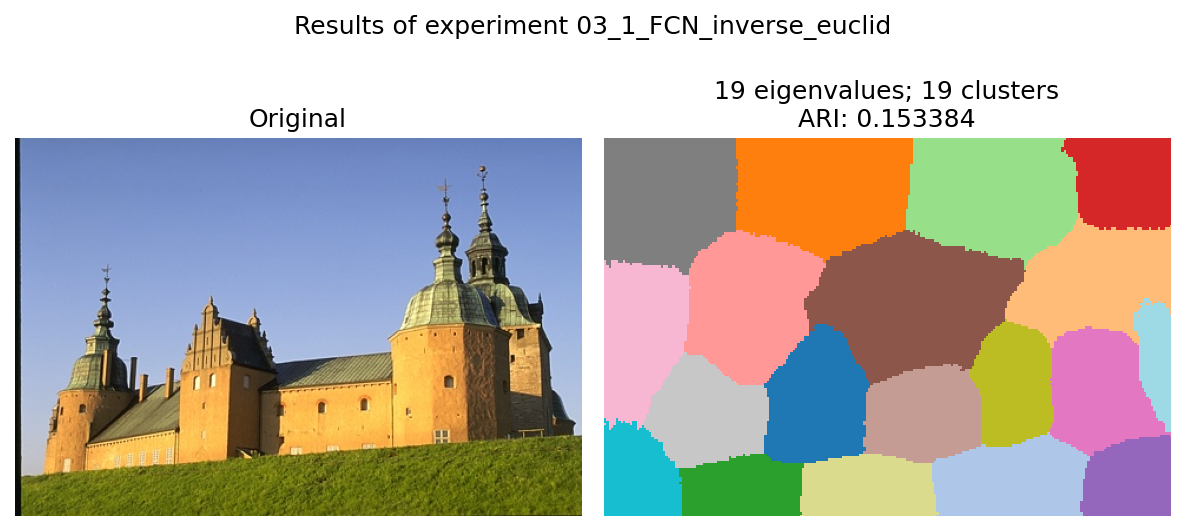 Results of experiment 03_1_FCN_inverse_euclid
Original
19 eigenvalues; 19 clusters
ARI: 0.153384